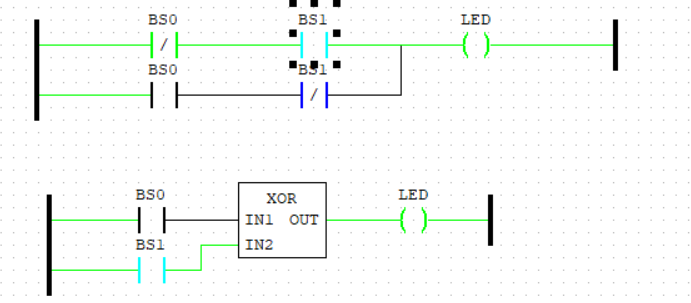 BS0 BS1 LED
/
BS0 BS1
/
BS0 XOR LED
IN1 OUT
BS1 IN2